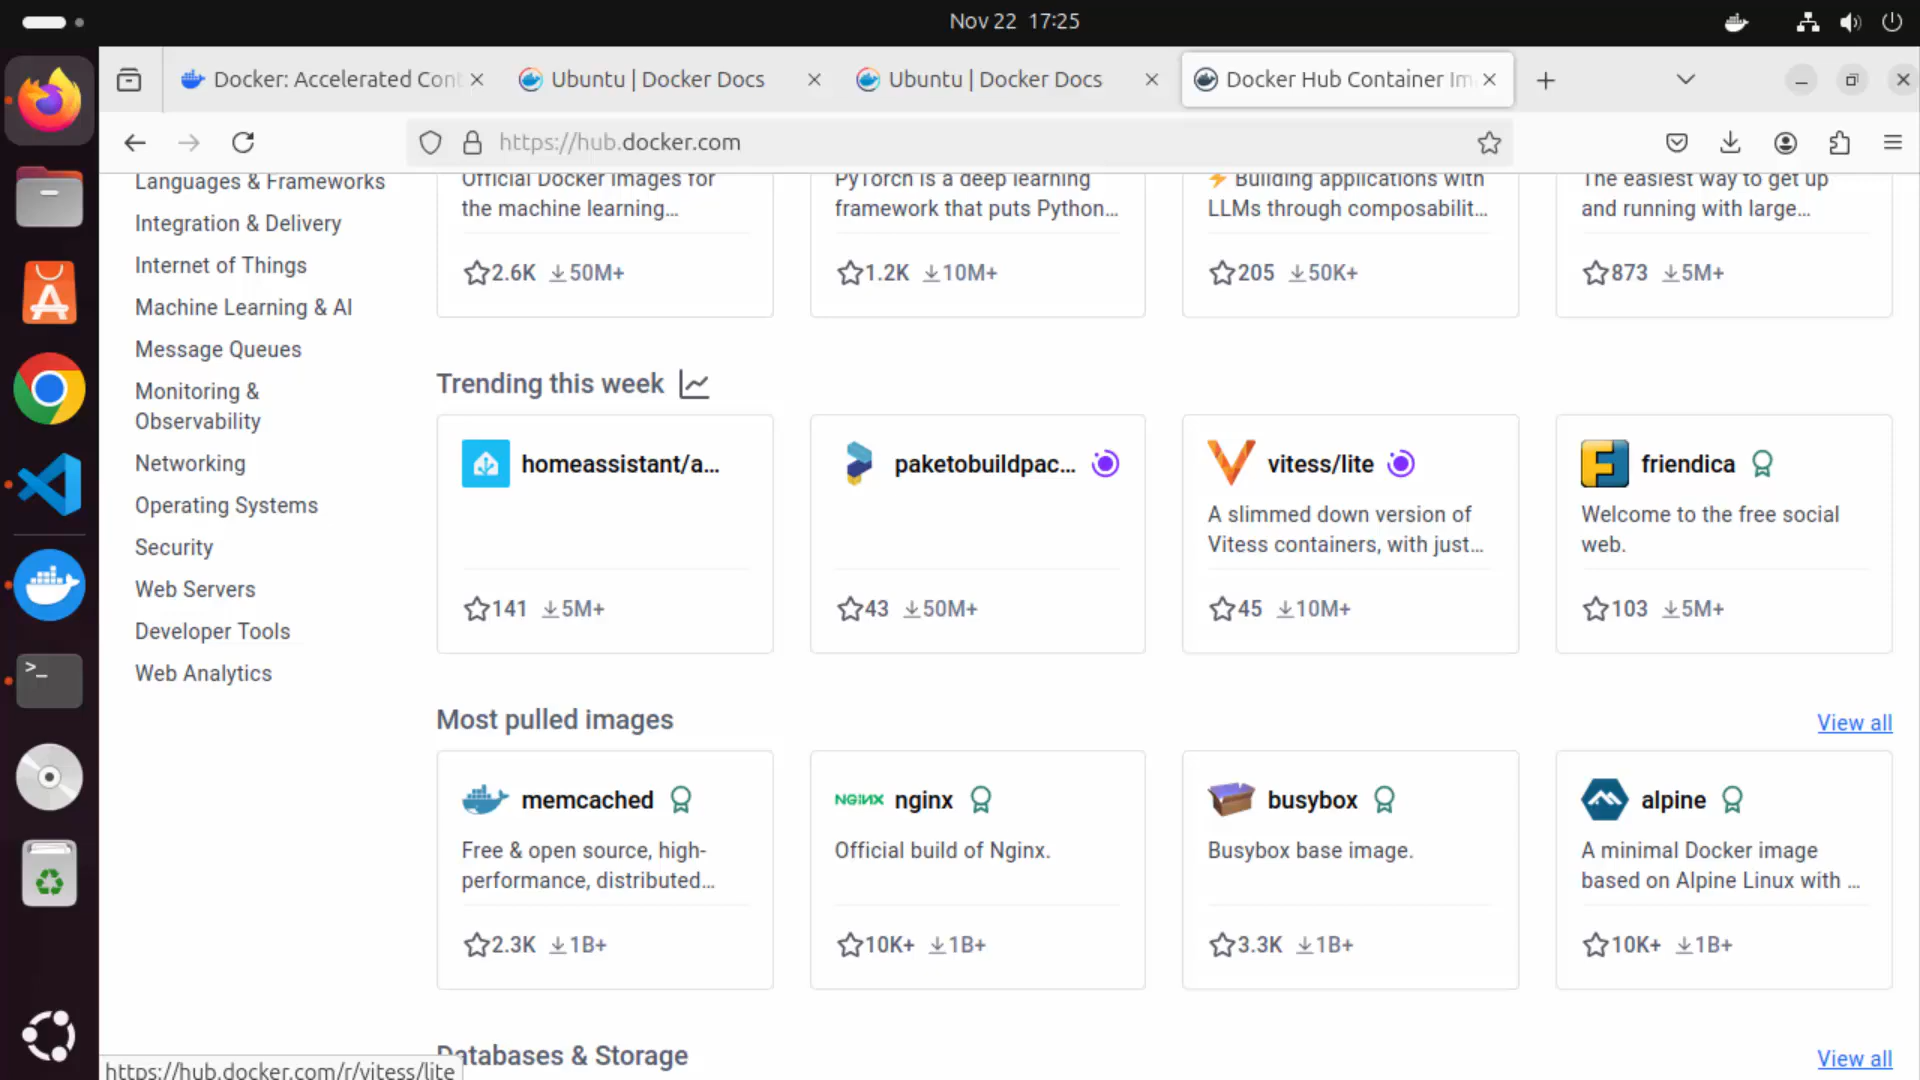 Nov 22 17:25
Docker: Accelerated Cont
Ubuntu | Docker Docs
Ubuntu | Docker Docs
Docker Hub Container Im
https://hub.docker.com
Languages & Frameworks
Integration & Delivery
Internet of Things
Machine Learning & AI
Message Queues
Monitoring &
Observability
Networking
Operating Systems
Security
Web Servers
Developer Tools
Web Analytics
Official Docker Images for
the machine learning...
2.6K 50M+
PyTorch is a deep learning
framework that puts Python...
1.2K 10M+
⚡ Building applications with
LLMs through composabilit...
205 50K+
The easiest way to get up
and running with large...
873 5M+
Trending this week
homeassistant/a...
141 5M+
paketobuildpac...
43 50M+
vitess/lite
A slimmed down version of
Vitess containers, with just...
45 10M+
friendica
Welcome to the free social
web.
103 5M+
Most pulled images
View all
memcached
Free & open source, high-
performance, distributed...
2.3K 1B+
NGINX nginx
Official build of Nginx.
10K+ 1B+
busybox
Busybox base image.
3.3K 1B+
alpine
A minimal Docker image
based on Alpine Linux with ...
10K+ 1B+
Databases & Storage
View all
https://hub.docker.com/r/vitess/lite